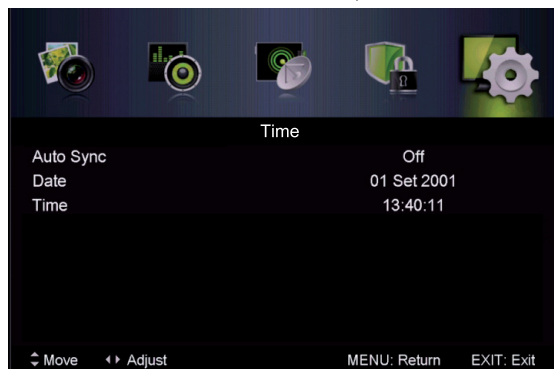 Time
Auto Sync Off
Date 01 Set 2001
Time 13:40:11
Move Adjust MENU: Return EXIT: Exit